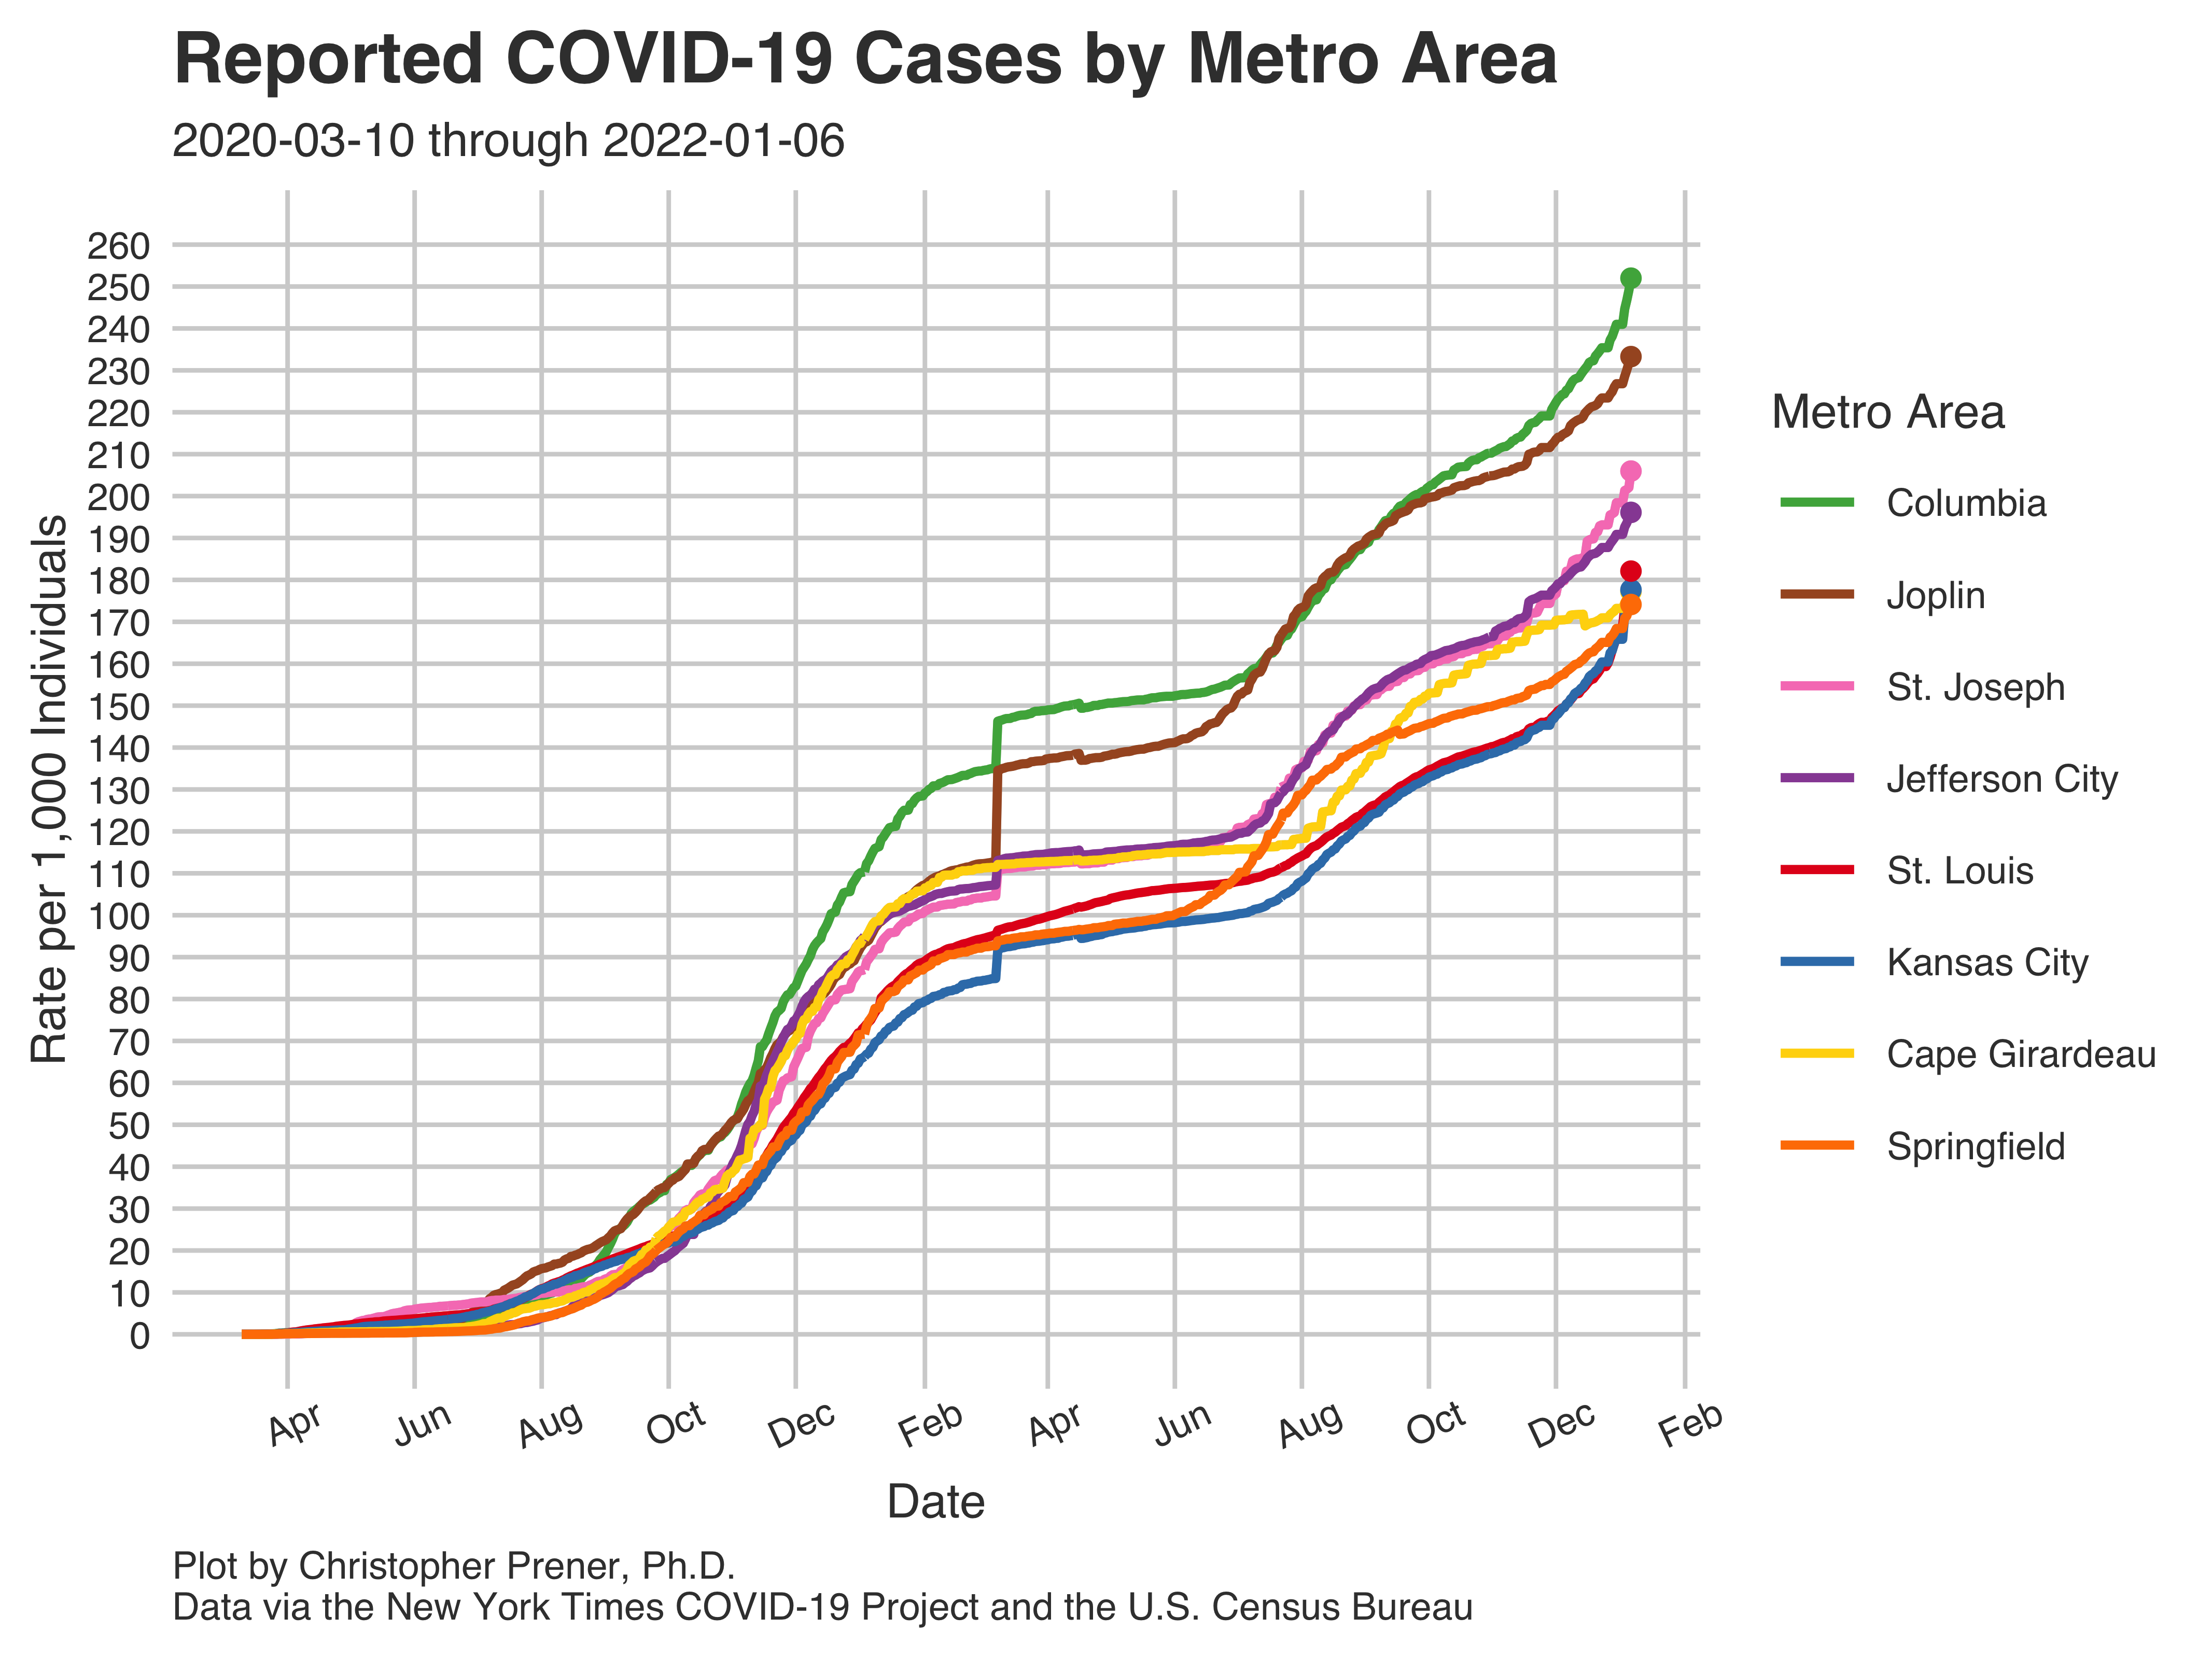 Reported COVID-19 Cases by Metro Area
2020-03-10 through 2022-01-06
260
250
240
230
220
210
200
190
180
170
160
150
140
130
120
110
100
90
80
70
60
50
40
30
20
10
0
Rate per 1,000 Individuals
Apr
Jun
Aug
Oct
Dec
Feb
Apr
Jun
Aug
Oct
Dec
Feb
Date
Metro Area
Columbia
Joplin
St. Joseph
Jefferson City
St. Louis
Kansas City
Cape Girardeau
Springfield
Plot by Christopher Prener, Ph.D.
Data via the New York Times COVID-19 Project and the U.S. Census Bureau